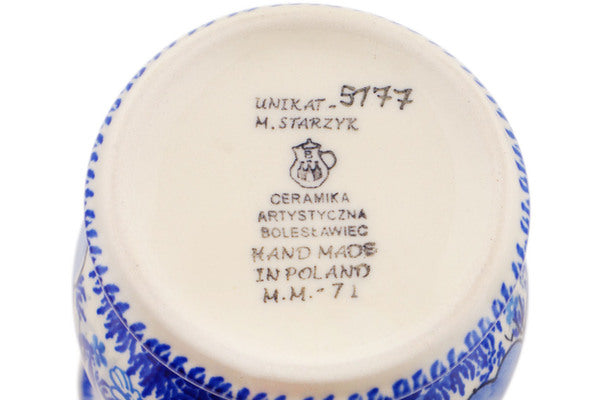 UNIKAT-5177
M. STARZYK
B
CERAMIKA
ARTYSTYCZNA
BOLESŁAWIEC
HAND MADE
IN POLAND
M.M.-71